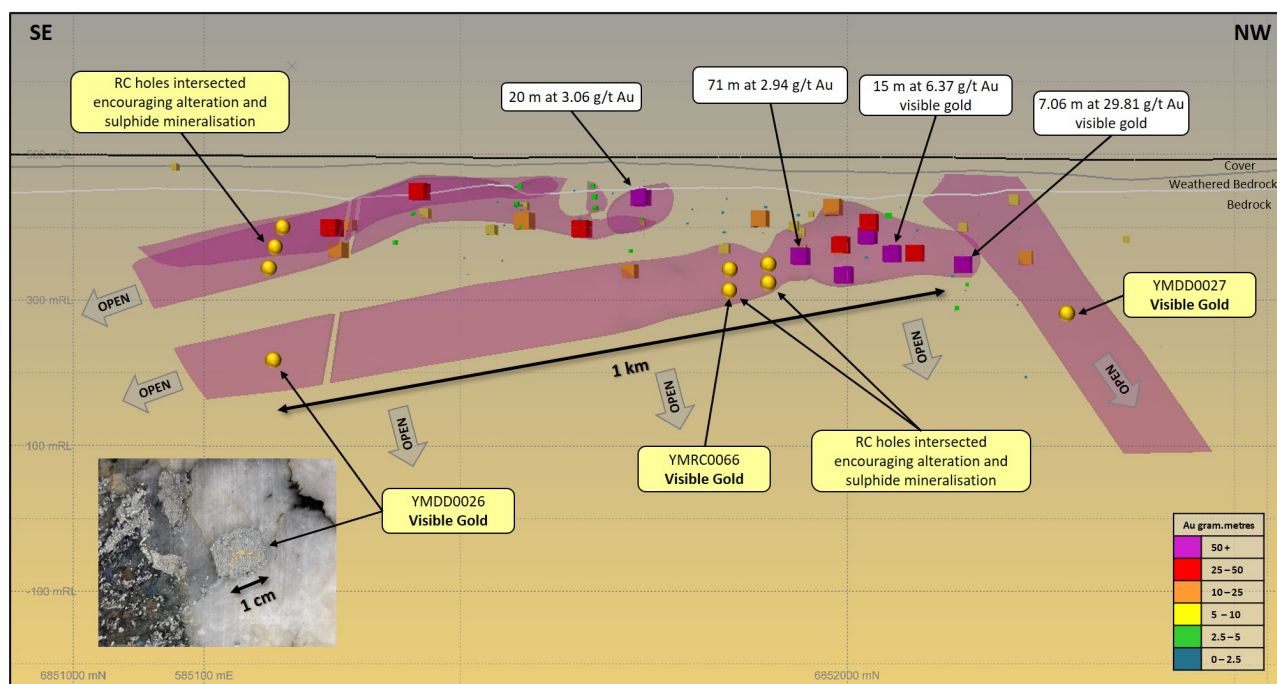 SE
NW
RC holes intersected
encouraging alteration and
sulphide mineralisation
20 m at 3.06 g/t Au
71 m at 2.94 g/t Au
15 m at 6.37 g/t Au
visible gold
7.06 m at 29.81 g/t Au
visible gold
Cover
Weathered Bedrock
Bedrock
300 mRL
OPEN
OPEN
OPEN
OPEN
OPEN
OPEN
1 km
YMDD0027
Visible Gold
YMRC0066
Visible Gold
RC holes intersected
encouraging alteration and
sulphide mineralisation
100 mRL
YMDD0026
Visible Gold
1 cm
-100 mRL
Au gram.metres
50+
25–50
10–25
5 – 10
2.5–5
0–2.5
6851000 mN
585100 mE
6852000 mN